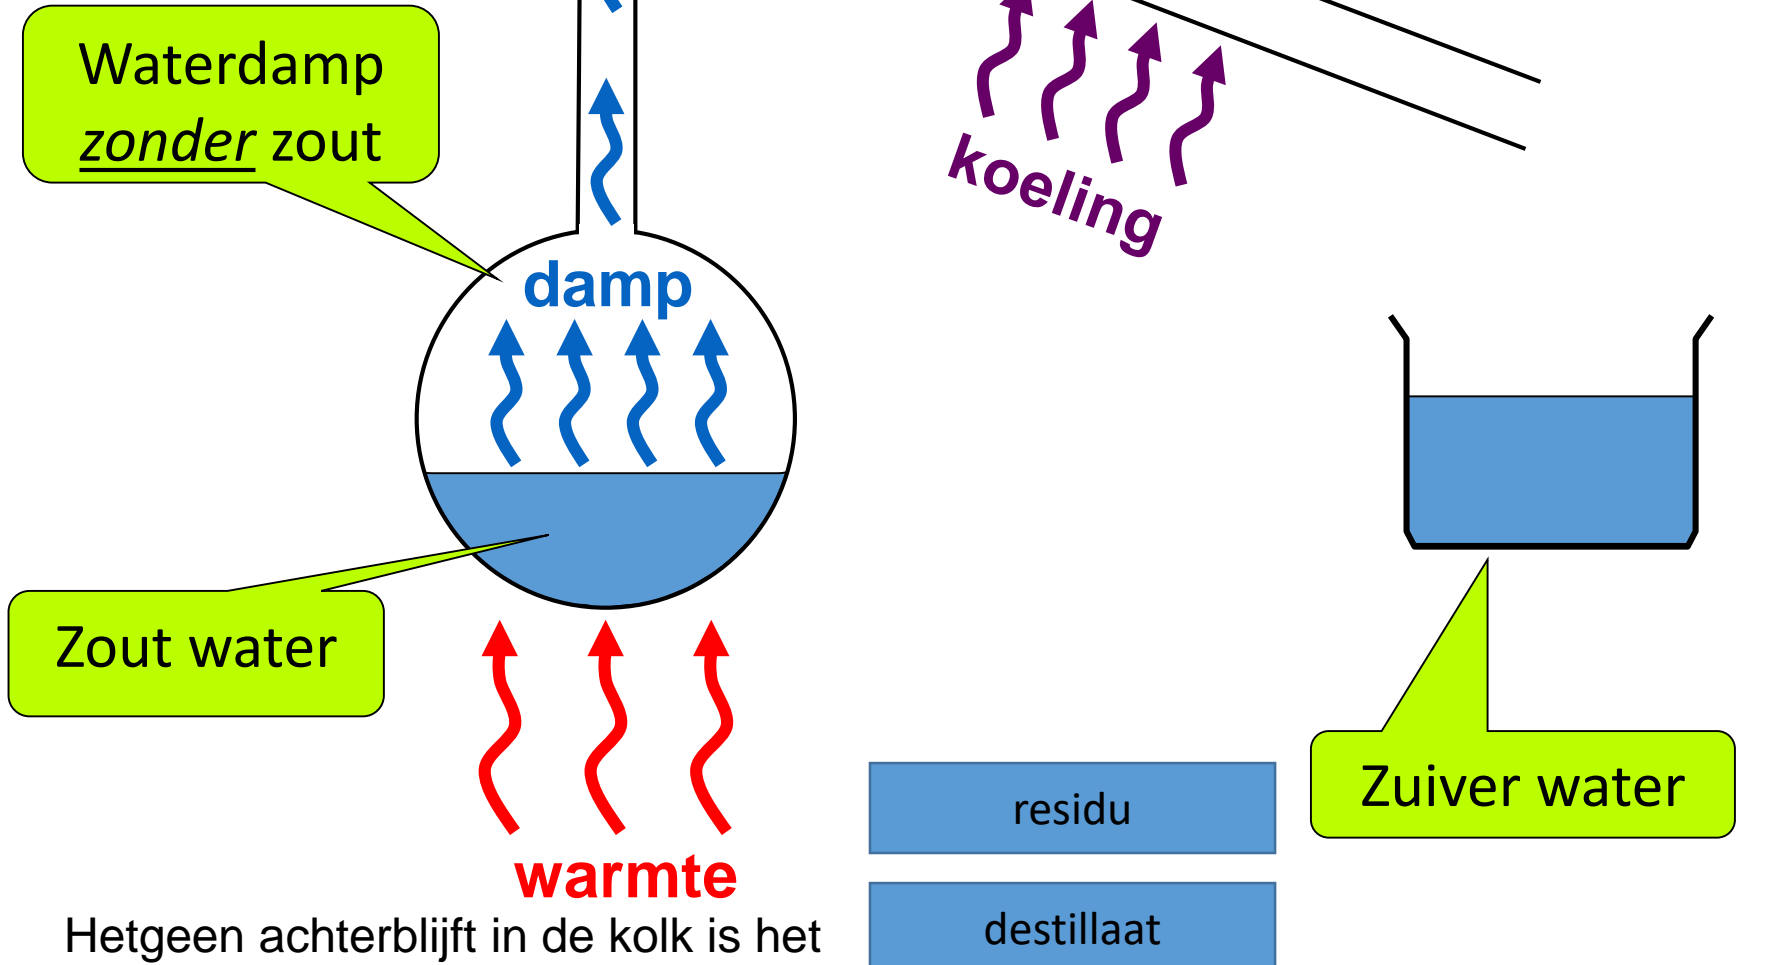 Waterdamp
zonder zout
koeling
damp
Zout water
Zuiver water
residu
warmte
destillaat
Hetgeen achterblijft in de kolk is het